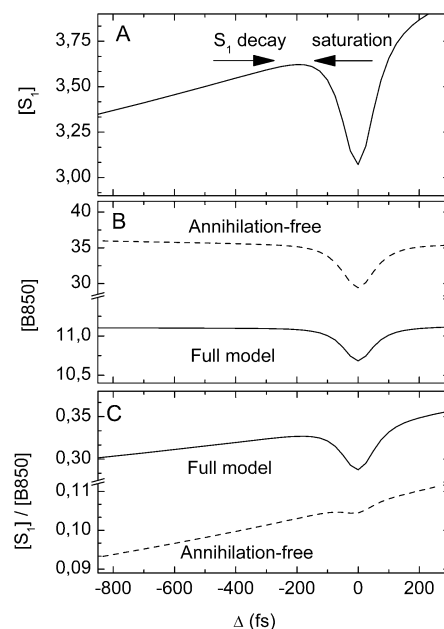 A
S₁ decay saturation
[S₁]
3,75
3,50
3,25
3,00
B
Annihilation-free
[B850]
40
35
30
11,0
10,5
Full model
C
[S₁] / [B850]
0,35
0,30
Full model
0,11
0,10
0,09
Annihilation-free
-800 -600 -400 -200 0 200
Δ (fs)